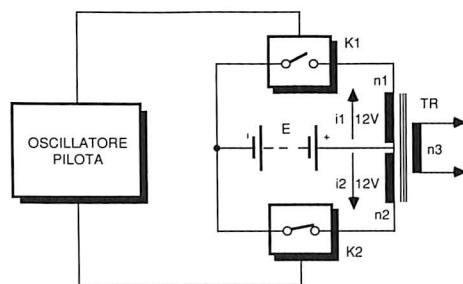 K1
n1
TR
i1 12V
E
- +
OSCILLATORE
PILOTA
n3
i2 12V
n2
K2